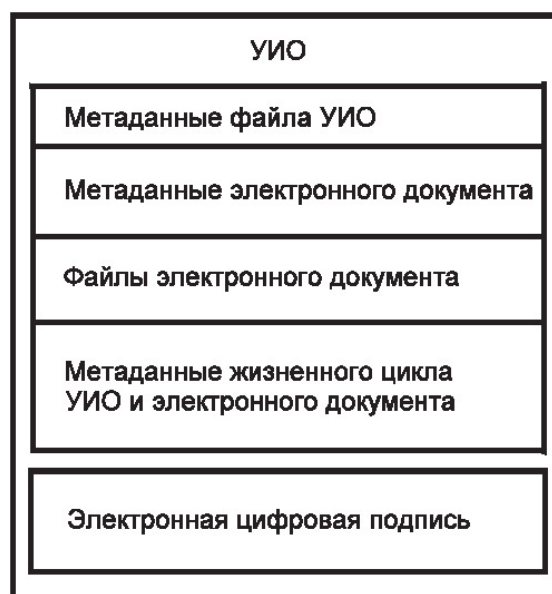 УИО
Метаданные файла УИО
Метаданные электронного документа
Файлы электронного документа
Метаданные жизненного цикла
УИО и электронного документа
Электронная цифровая подпись